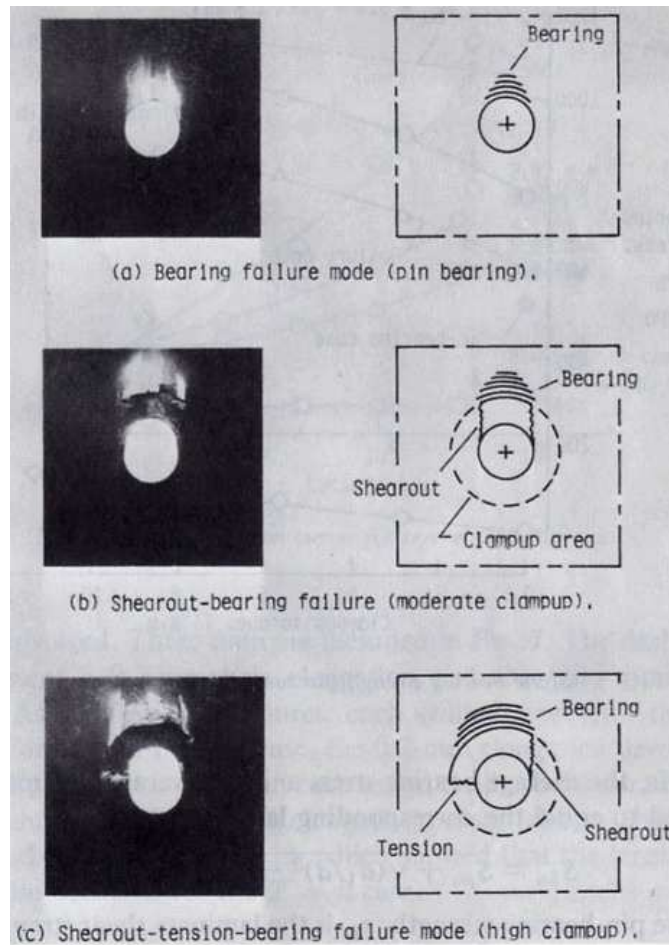 Bearing
(a) Bearing failure mode (pin bearing).
Bearing
Shearout
Clampup area
(b) Shearout-bearing failure (moderate clampup).
Bearing
Tension
Shearout
(c) Shearout-tension-bearing failure mode (high clampup).